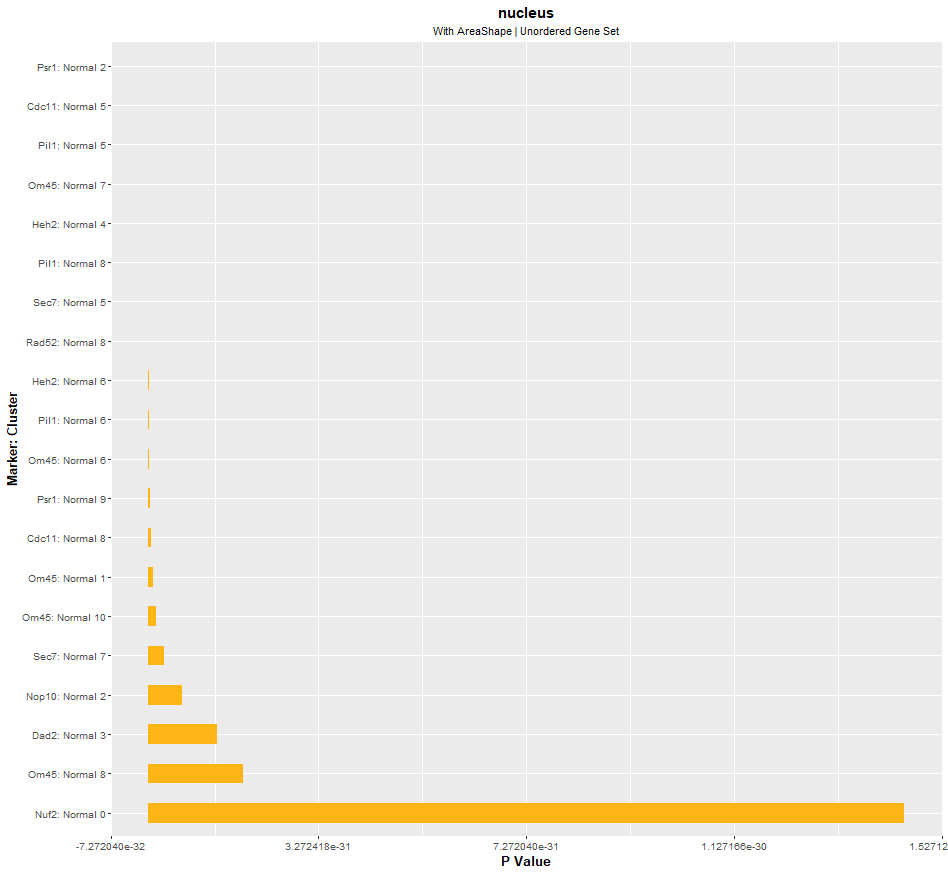 nucleus
With AreaShape | Unordered Gene Set
Psr1: Normal 2
Cdc11: Normal 5
Pil1: Normal 5
Om45: Normal 7
Heh2: Normal 4
Pil1: Normal 8
Sec7: Normal 5
Rad52: Normal 8
Heh2: Normal 6
Pil1: Normal 6
Om45: Normal 6
Psr1: Normal 9
Cdc11: Normal 8
Om45: Normal 1
Om45: Normal 10
Sec7: Normal 7
Nop10: Normal 2
Dad2: Normal 3
Om45: Normal 8
Nuf2: Normal 0
Marker: Cluster
-7.272040e-32 3.272418e-31 7.272040e-31 1.127166e-30 1.52712
P Value